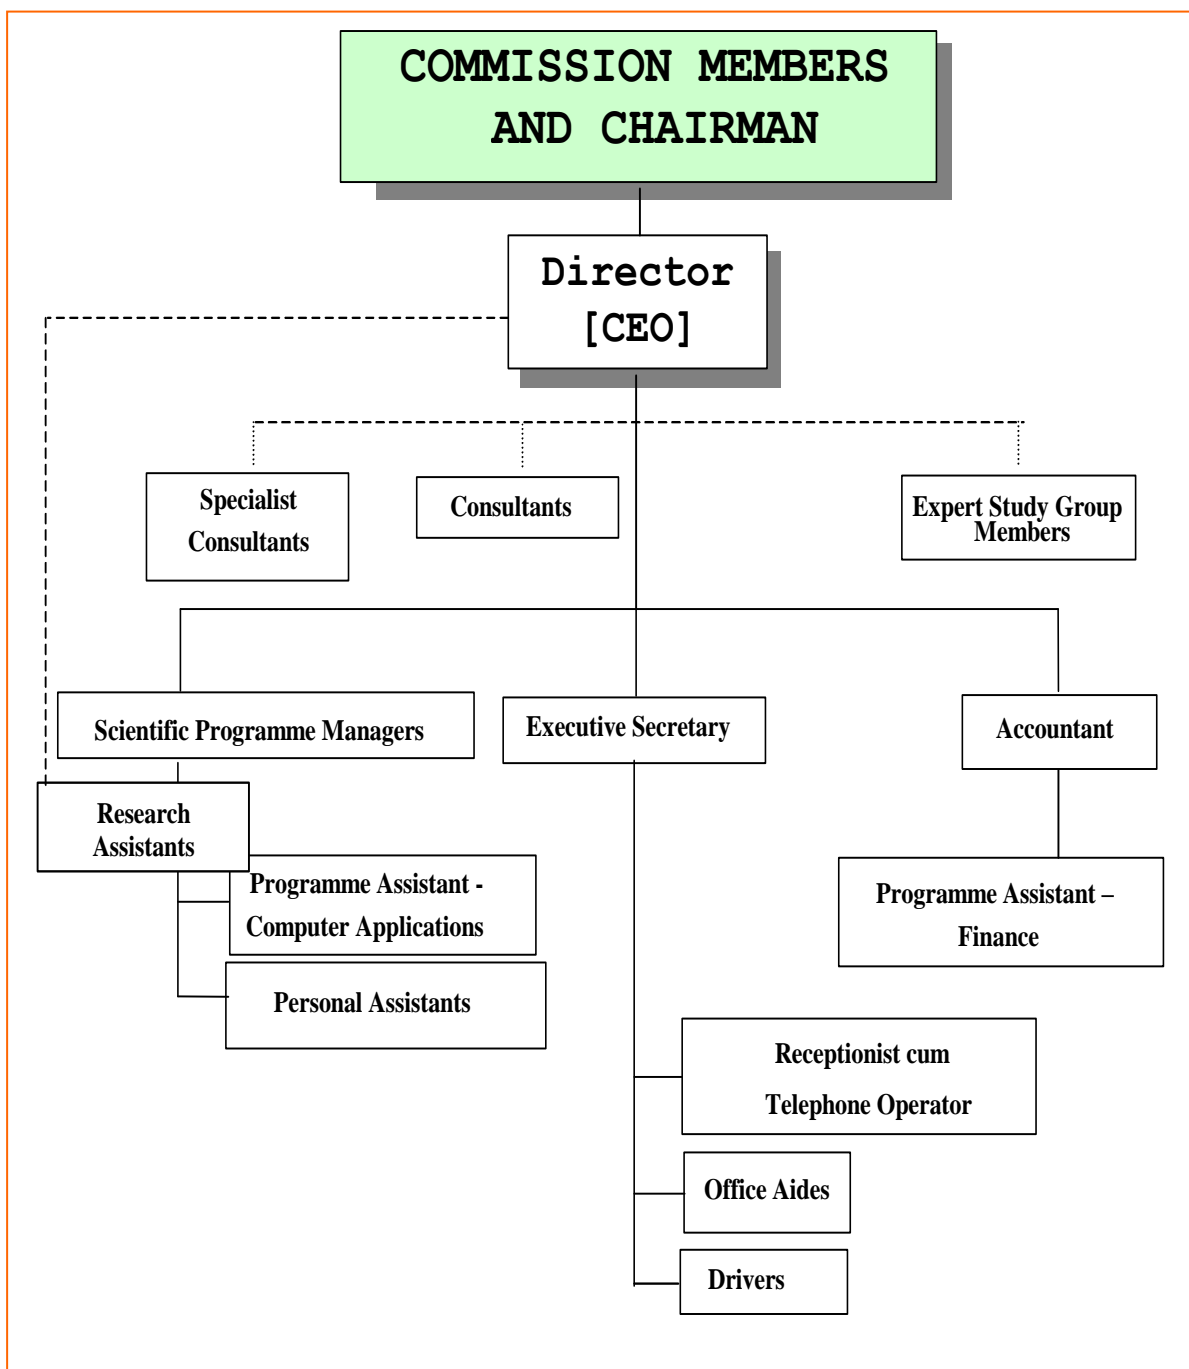 COMMISSION MEMBERS
AND CHAIRMAN
Director
[CEO]
Specialist
Consultants
Consultants
Expert Study Group
Members
Scientific Programme Managers
Executive Secretary
Accountant
Research
Assistants
Programme Assistant -
Computer Applications
Programme Assistant –
Finance
Personal Assistants
Receptionist cum
Telephone Operator
Office Aides
Drivers